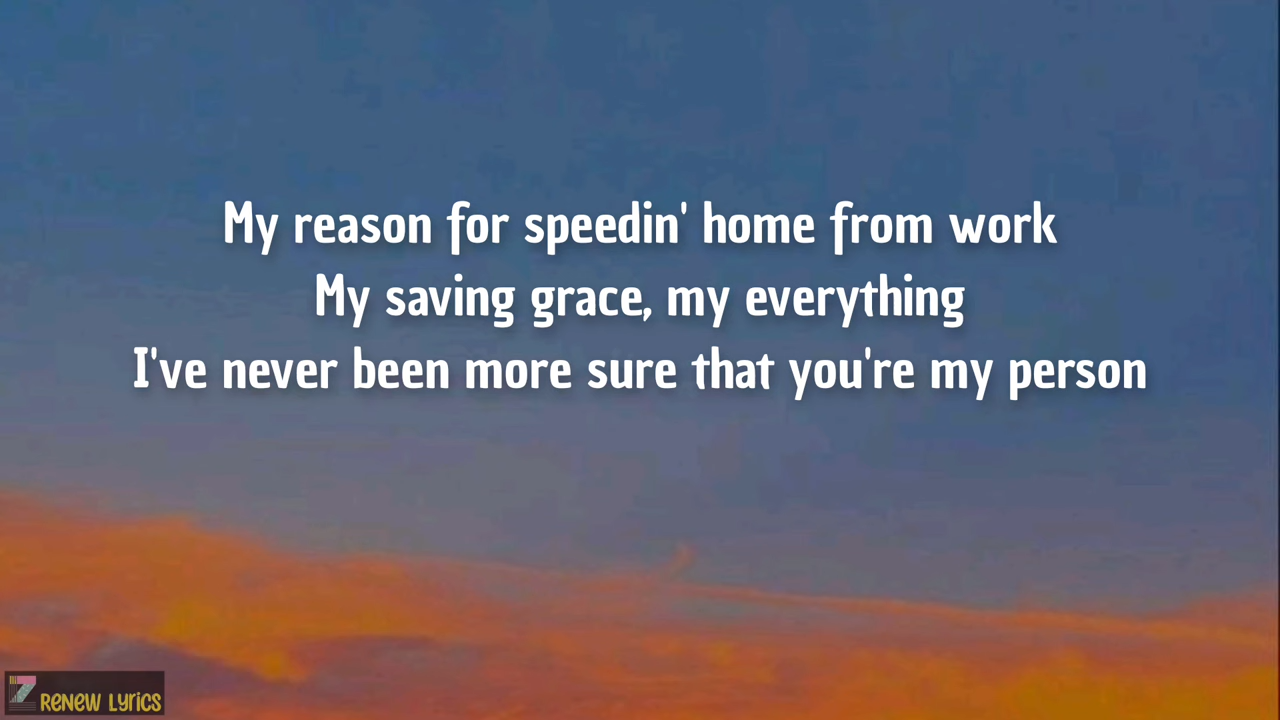 My reason for speedin' home from work
My saving grace, my everything
I've never been more sure that you're my person
RENEW LYRICS